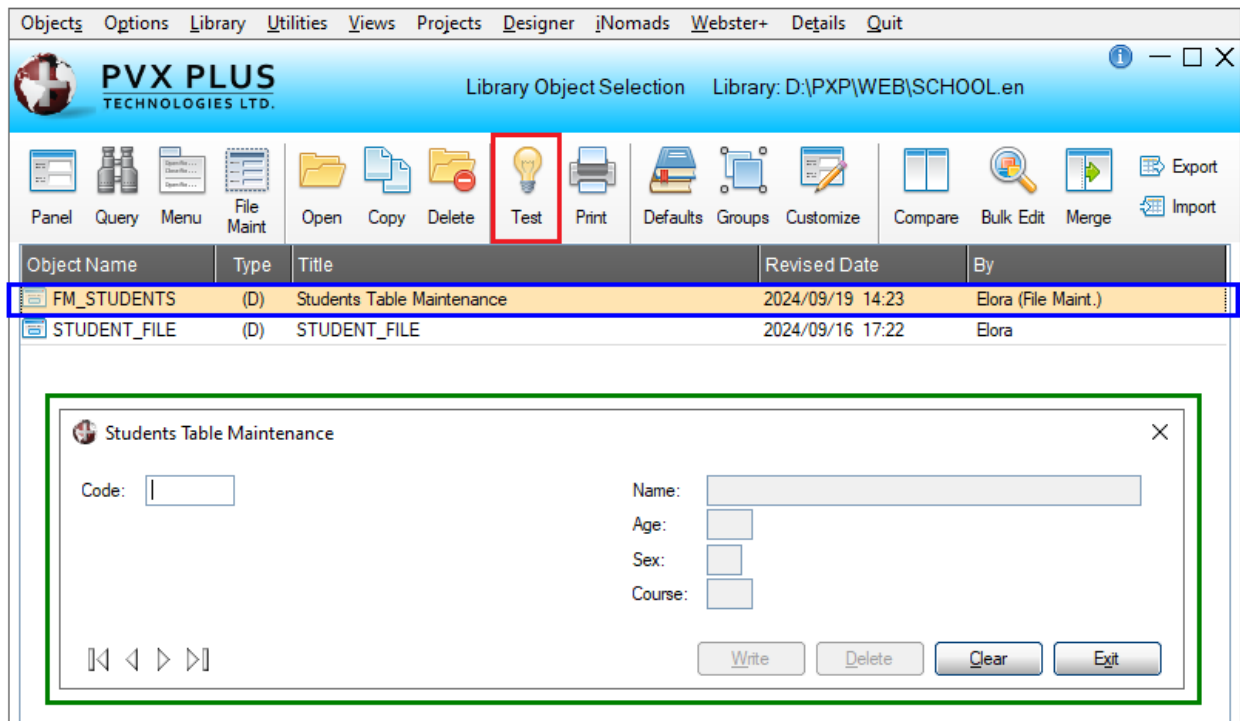 Objects Options Library Utilities Views Projects Designer iNomads Webster+ Details Quit
PVX PLUS
TECHNOLOGIES LTD.
Library Object Selection Library: D:\PXP\WEB\SCHOOL.en
Panel Query Menu File Maint Open Copy Delete Test Print Defaults Groups Customize Compare Bulk Edit Merge
Export
Import
Object Name Type Title Revised Date By
FM_STUDENTS (D) Students Table Maintenance 2024/09/19 14:23 Elora (File Maint.)
STUDENT_FILE (D) STUDENT_FILE 2024/09/16 17:22 Elora
Students Table Maintenance
Code: Name:
Age:
Sex:
Course:
Write Delete Clear Exit